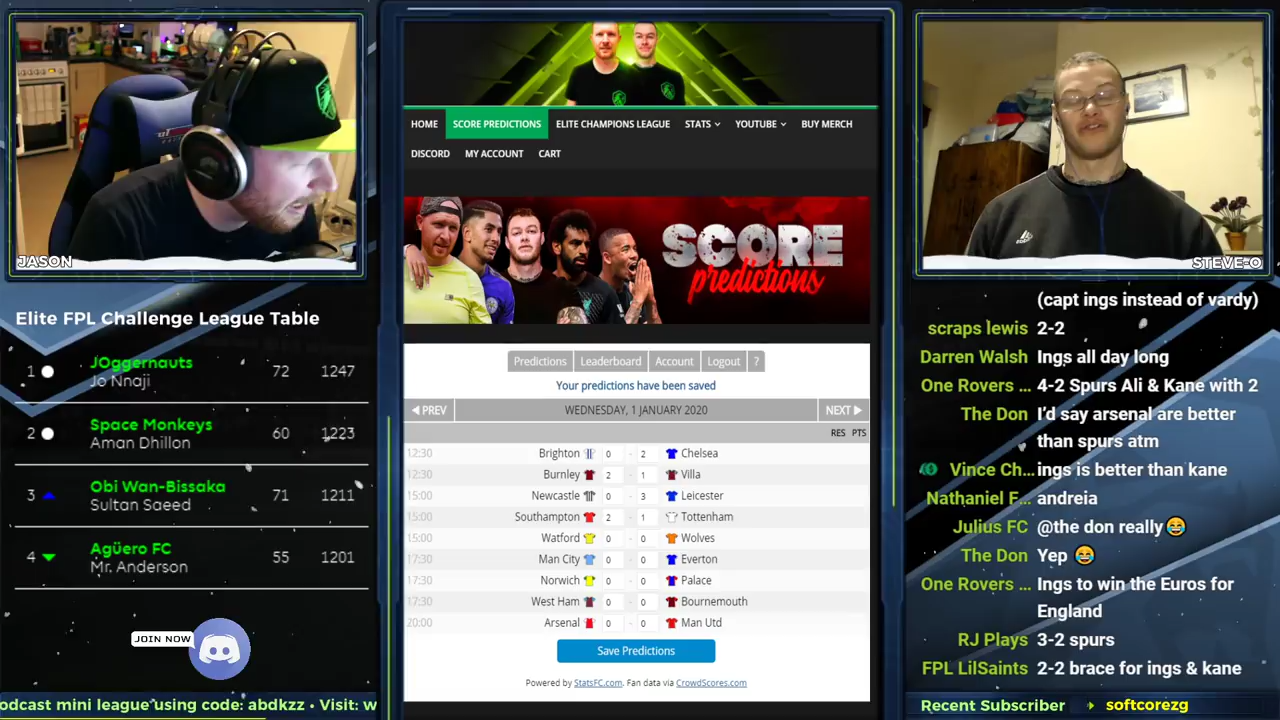 JASON
STEVE-O
Elite FPL Challenge League Table
1 JOggernauts 72 1247
Jo Nnaji
2 Space Monkeys 60 1223
Aman Dhillon
3 Obi Wan-Bissaka 71 1211
Sultan Saeed
4 Agüero FC 55 1201
Mr. Anderson
JOIN NOW
odcast mini league using code: abdkzz • Visit: w
HOME SCORE PREDICTIONS ELITE CHAMPIONS LEAGUE STATS YOUTUBE BUY MERCH
DISCORD MY ACCOUNT CART
SCORE
predictions
Predictions Leaderboard Account Logout ?
Your predictions have been saved
PREV WEDNESDAY, 1 JANUARY 2020 NEXT
RES PTS
12:30 Brighton 0 - 2 Chelsea
12:30 Burnley 2 - 1 Villa
15:00 Newcastle 0 - 3 Leicester
15:00 Southampton 2 - 1 Tottenham
15:00 Watford 0 - 0 Wolves
17:30 Man City 0 - 0 Everton
17:30 Norwich 0 - 0 Palace
17:30 West Ham 0 - 0 Bournemouth
20:00 Arsenal 0 - 0 Man Utd
Save Predictions
Powered by StatsFC.com. Fan data via CrowdScores.com
(capt ings instead of vardy)
scraps lewis 2-2
Darren Walsh Ings all day long
One Rovers ... 4-2 Spurs Ali & Kane with 2
The Don I'd say arsenal are better
than spurs atm
Vince Ch... ings is better than kane
Nathaniel F... andreia
Julius FC @the don really 😂
The Don Yep 😂
One Rovers ... Ings to win the Euros for
England
RJ Plays 3-2 spurs
FPL LilSaints 2-2 brace for ings & kane
Recent Subscriber softcorezg